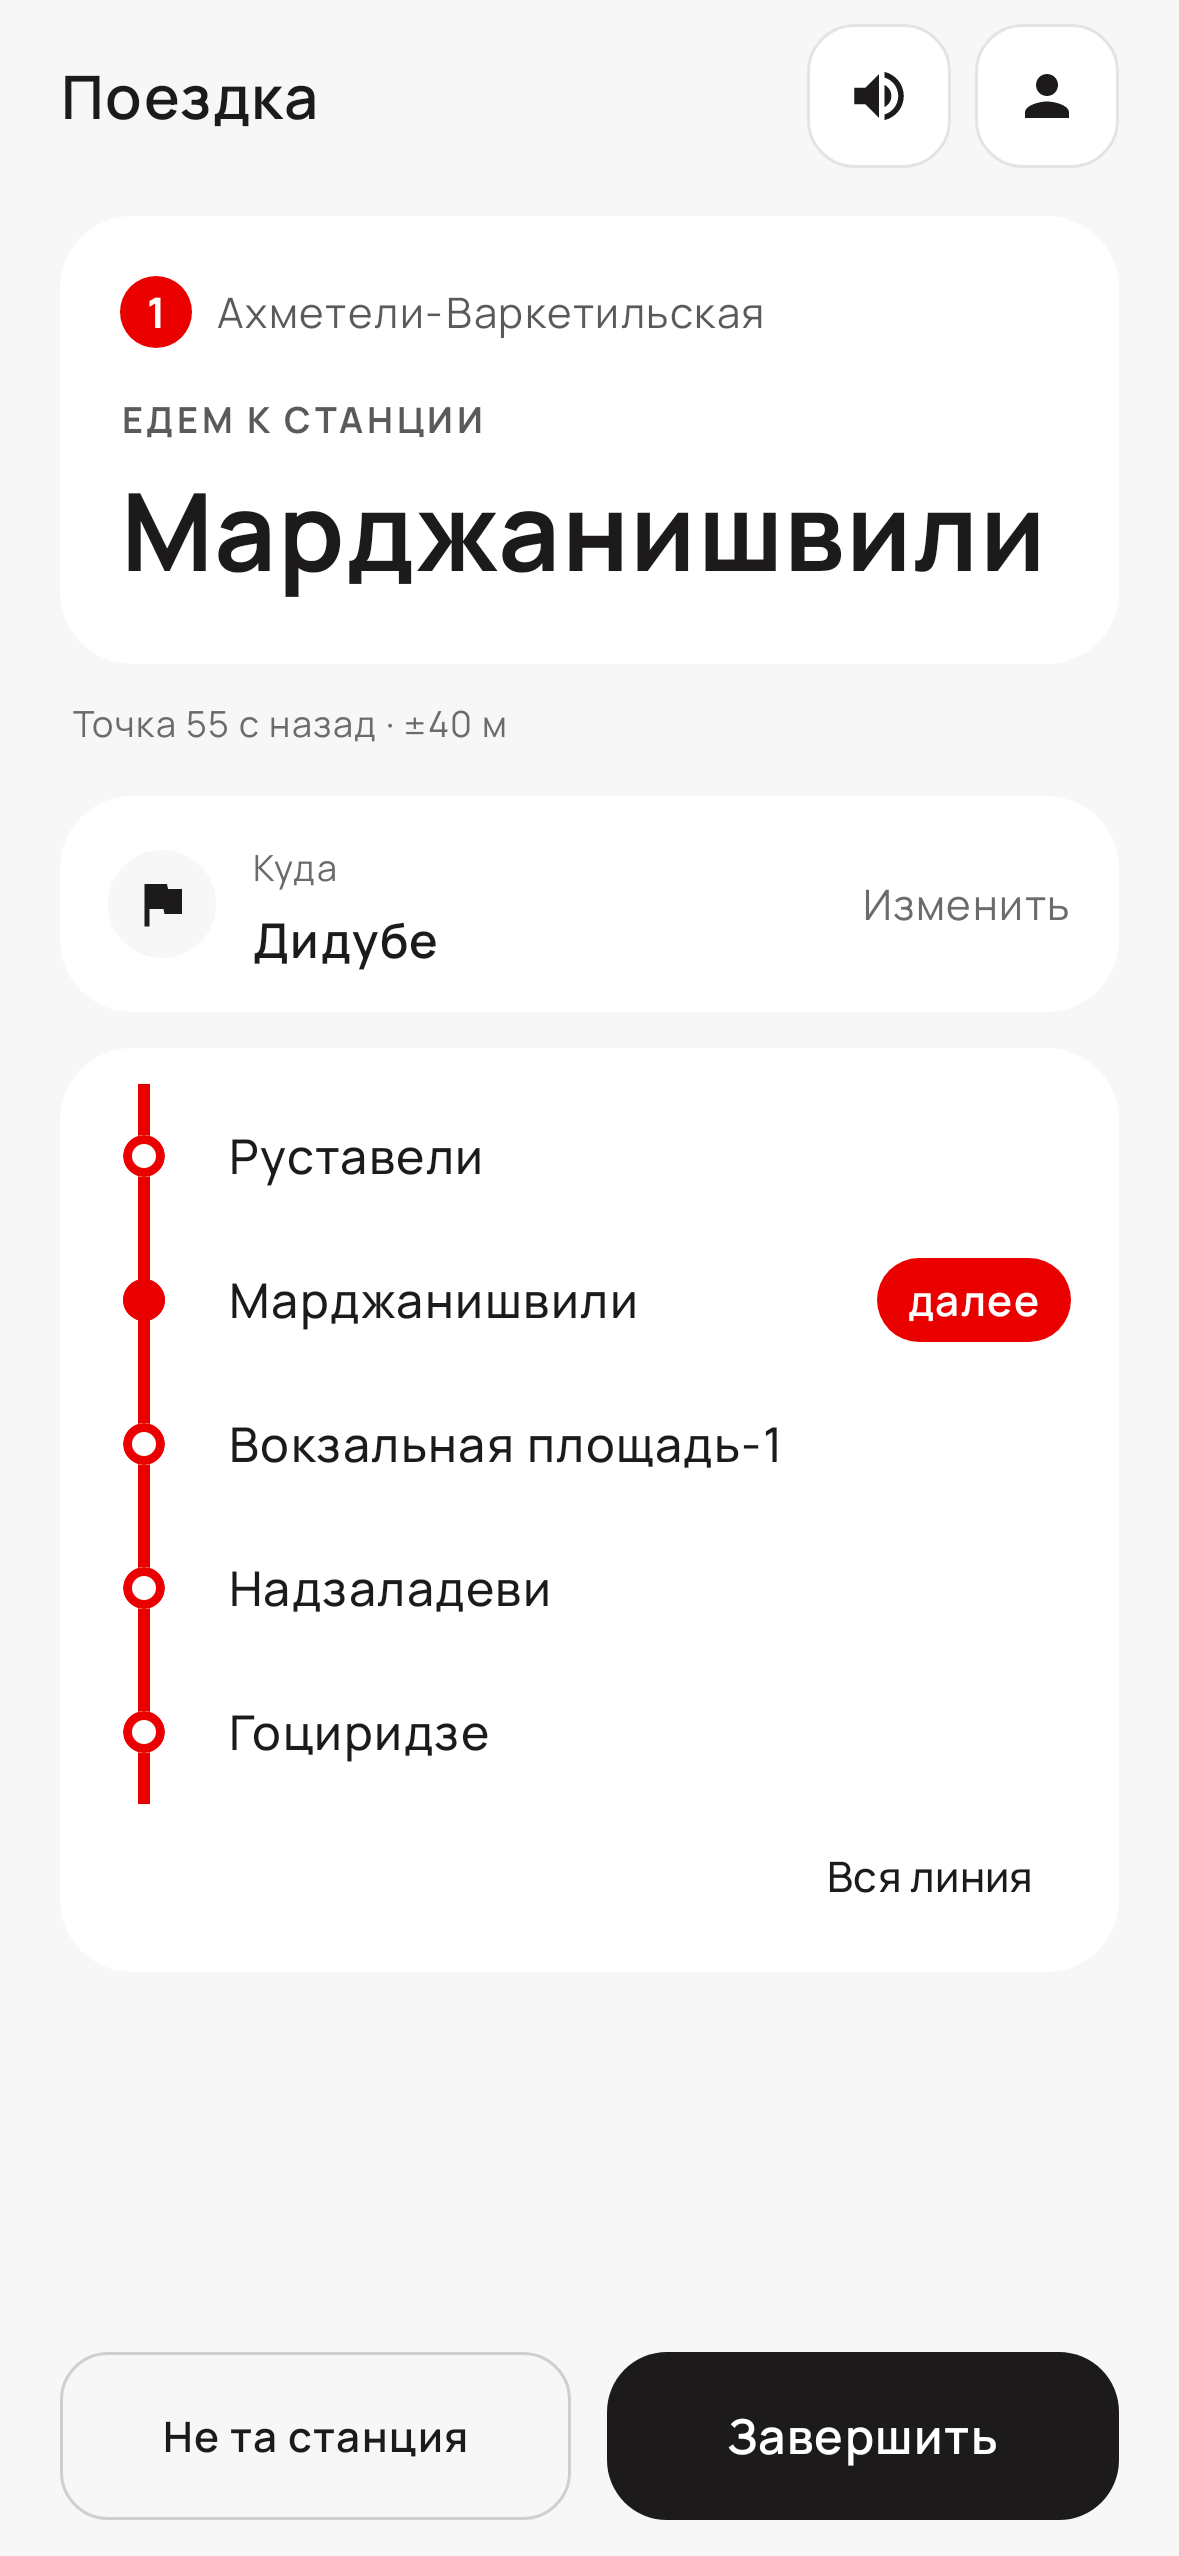 Поездка
1 Ахметели-Варкетильская
ЕДЕМ К СТАНЦИИ
Марджанишвили
Точка 55 с назад · ±40 м
Куда
Дидубе
Изменить
Руставели
Марджанишвили далее
Вокзальная площадь-1
Надзаладеви
Гоциридзе
Вся линия
Не та станция Завершить